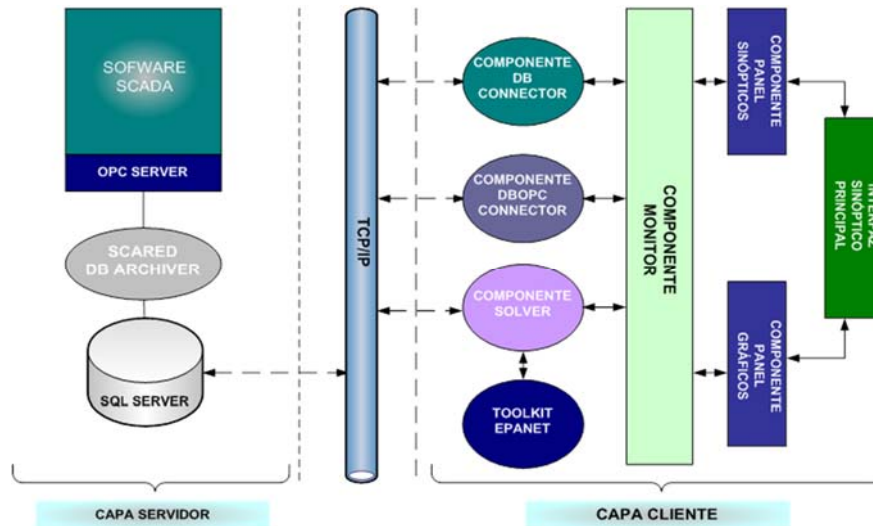 SOFWARE
SCADA
OPC SERVER
SCARED
DB ARCHIVER
SQL SERVER
CAPA SERVIDOR
TCP/IP
COMPONENTE
DB
CONNECTOR
COMPONENTE
DBOPC
CONNECTOR
COMPONENTE
SOLVER
TOOLKIT
EPANET
COMPONENTE
MONITOR
COMPONENTE
PANEL
SINÓPTICOS
COMPONENTE
PANEL
GRÁFICOS
SINÓPTICO
PRINCIPAL
CAPA CLIENTE